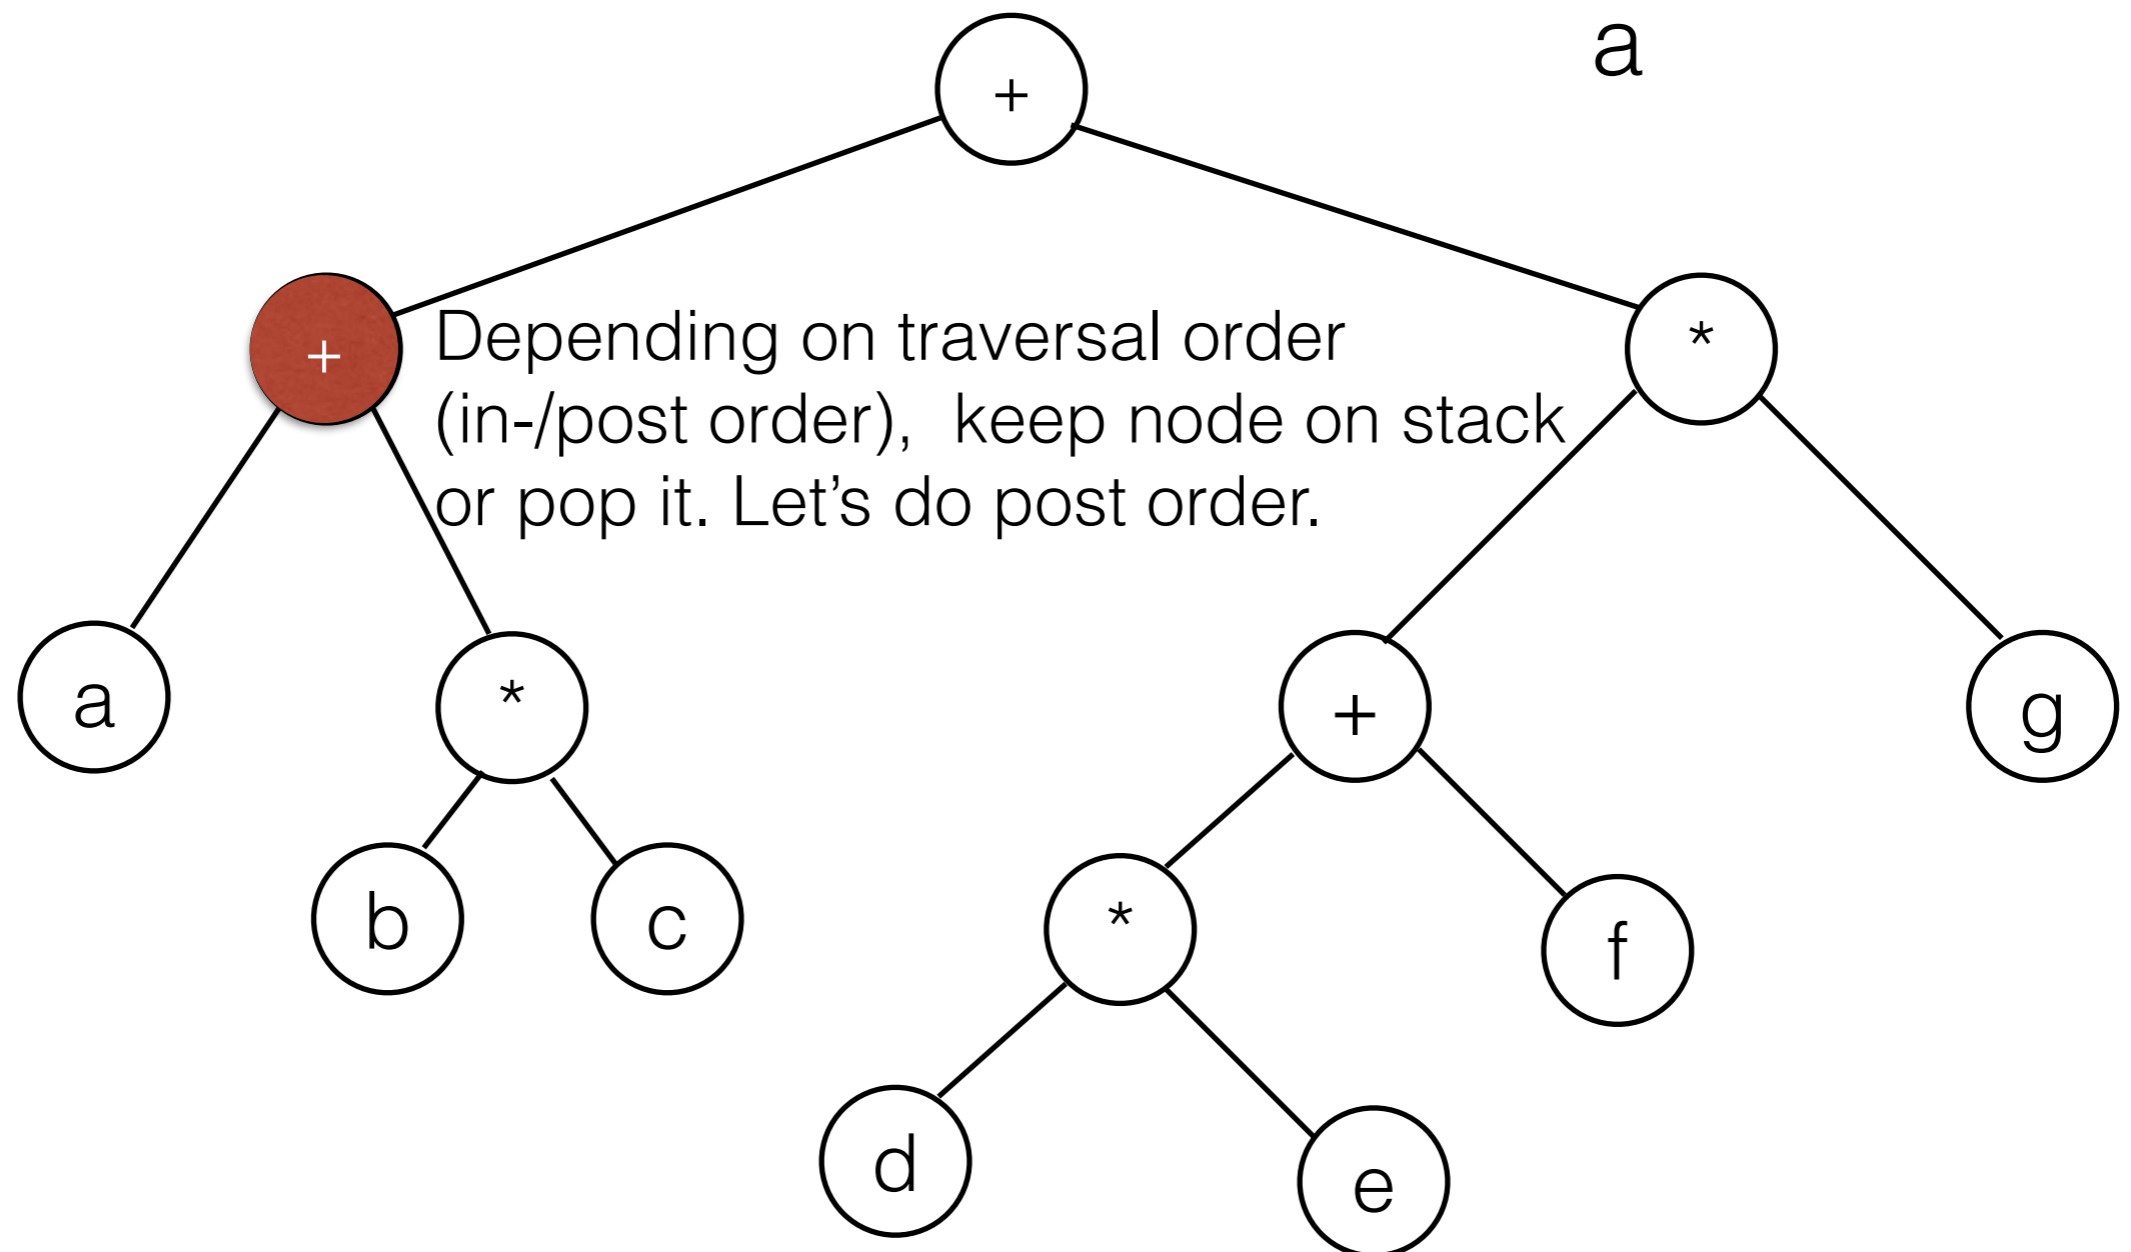 a
+
+
Depending on traversal order
(in-/post order),  keep node on stack
or pop it. Let’s do post order.
*
a
*
+
g
b
c
*
f
d
e